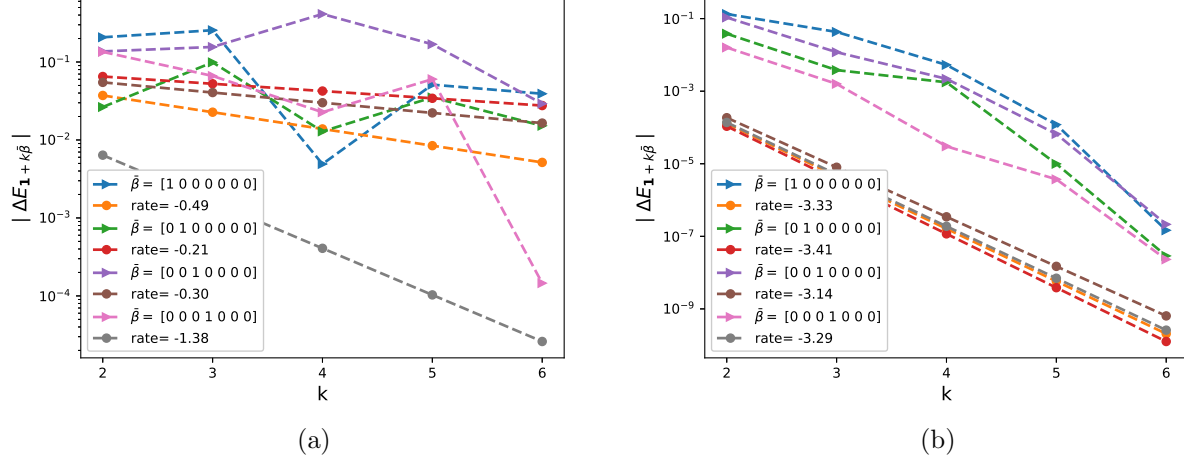 | ΔE₁ ₊ ₖβ̄ |
10⁻¹
10⁻²
10⁻³
10⁻⁴
β̄ = [1 0 0 0 0 0 0]
rate= -0.49
β̄ = [0 1 0 0 0 0 0]
rate= -0.21
β̄ = [0 0 1 0 0 0 0]
rate= -0.30
β̄ = [0 0 0 1 0 0 0]
rate= -1.38
2 3 4 5 6
k
(a)
| ΔE₁ ₊ ₖβ̄ |
10⁻¹
10⁻³
10⁻⁵
10⁻⁷
10⁻⁹
β̄ = [1 0 0 0 0 0 0]
rate= -3.33
β̄ = [0 1 0 0 0 0 0]
rate= -3.41
β̄ = [0 0 1 0 0 0 0]
rate= -3.14
β̄ = [0 0 0 1 0 0 0]
rate= -3.29
2 3 4 5 6
k
(b)